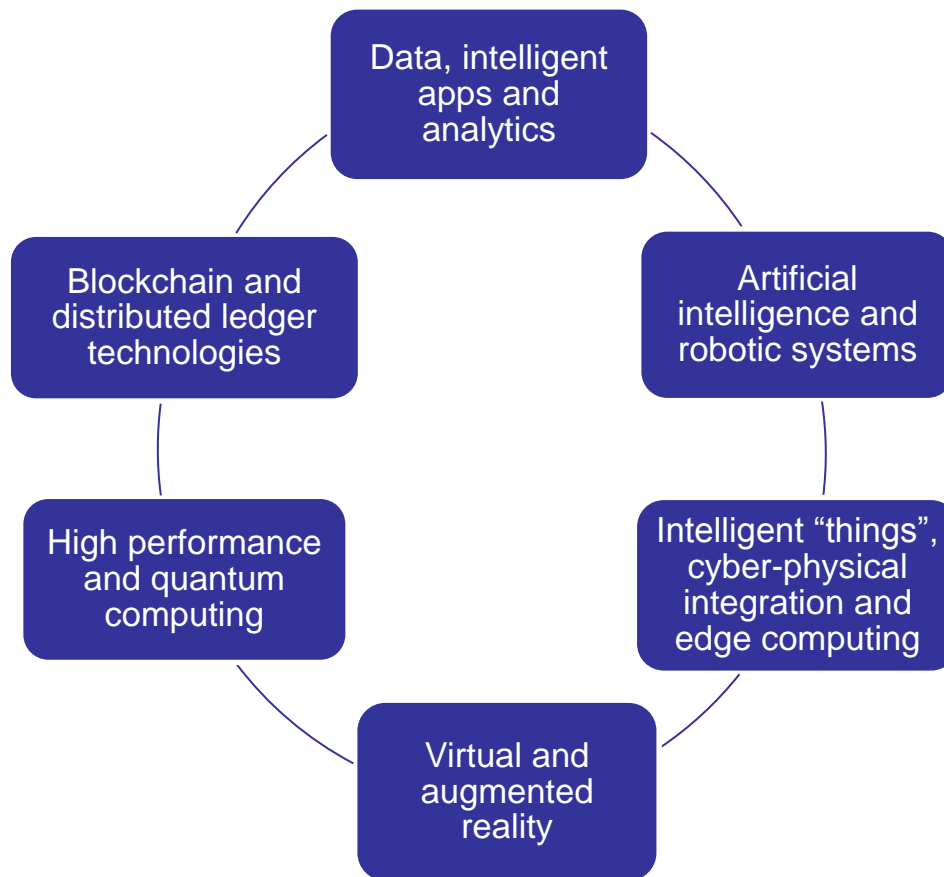 Data, intelligent
apps and
analytics
Artificial
intelligence and
robotic systems
Intelligent “things”,
cyber-physical
integration and
edge computing
Virtual and
augmented
reality
High performance
and quantum
computing
Blockchain and
distributed ledger
technologies